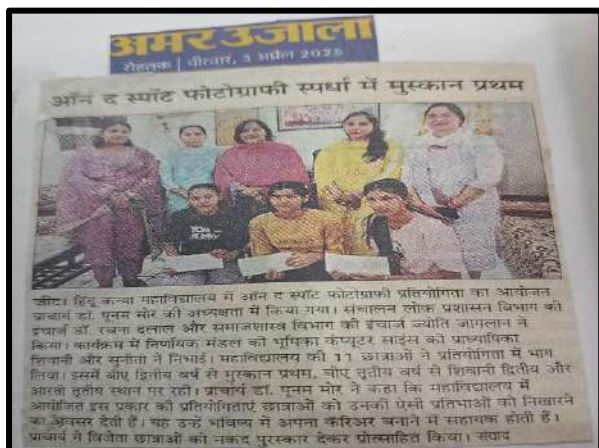 अमर उजाला
रोहतक | वीरवार, 3 अप्रैल 2025
ऑन द स्पॉट फोटोग्राफी स्पर्धा में मुस्कान प्रथम
जींद। हिंदू कन्या महाविद्यालय में ऑन द स्पॉट फोटोग्राफी प्रतियोगिता का आयोजन
प्राचार्य डॉ. पूनम मोर की अध्यक्षता में किया गया। संचालन लोक प्रशासन विभाग की
इंचार्ज डॉ. रचना दलाल और समाजशास्त्र विभाग की इंचार्ज ज्योति जागलान ने
किया। कार्यक्रम में निर्णायक मंडल की भूमिका कंप्यूटर साइंस की प्राध्यापिका
शिवानी और सुनीता ने निभाई। महाविद्यालय की 11 छात्राओं ने प्रतियोगिता में भाग
लिया। इसमें बीए द्वितीय वर्ष से मुस्कान प्रथम, बीए तृतीय वर्ष से शिवानी द्वितीय और
आरती तृतीय स्थान पर रही। प्राचार्य डॉ. पूनम मोर ने कहा कि महाविद्यालय में
आयोजित इस प्रकार की प्रतियोगिताएं छात्राओं को उनकी ऐसी प्रतिभाओं को निखारने
का अवसर देती हैं। यह उन्हें भविष्य में अपना करिअर बनाने में सहायक होती हैं।
प्राचार्य ने विजेता छात्राओं को नकद पुरस्कार देकर प्रोत्साहित किया। संवाद